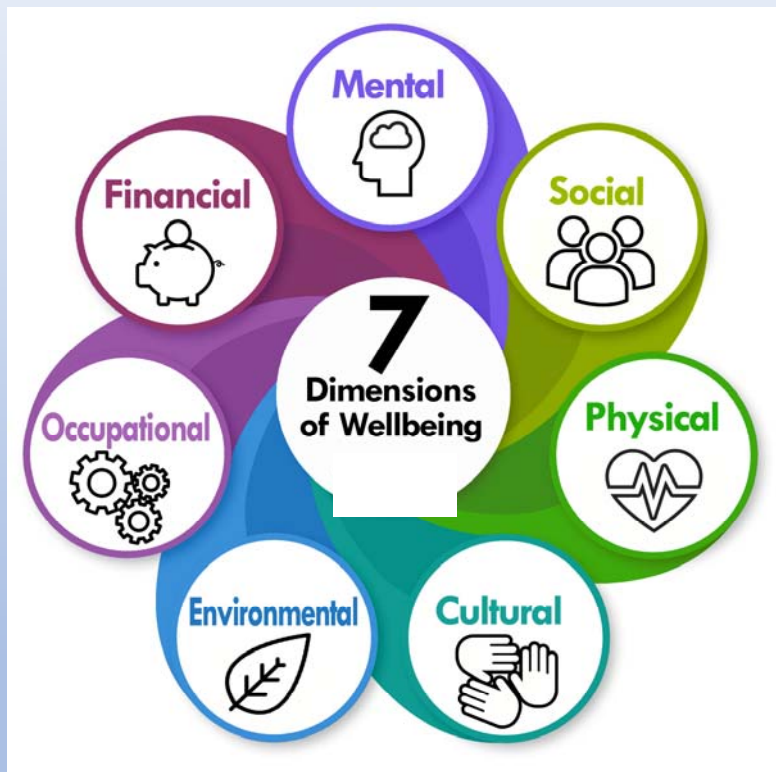 7
Dimensions
of Wellbeing
Mental
Social
Physical
Cultural
Environmental
Occupational
Financial